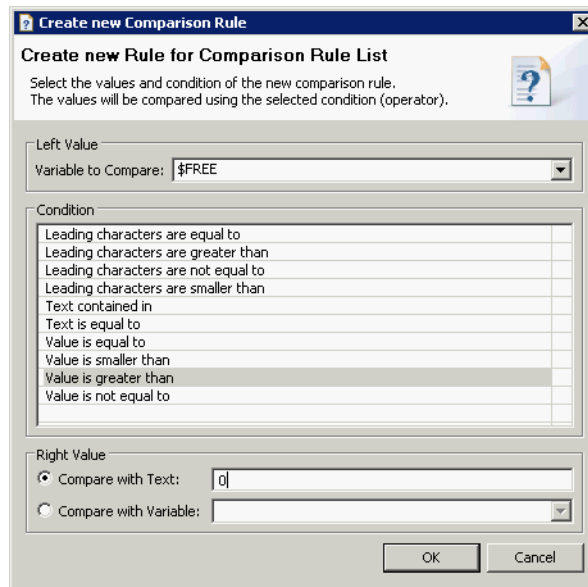 Create new Comparison Rule
Create new Rule for Comparison Rule List
Select the values and condition of the new comparison rule.
The values will be compared using the selected condition (operator).
Left Value
Variable to Compare: $FREE
Condition
Leading characters are equal to
Leading characters are greater than
Leading characters are not equal to
Leading characters are smaller than
Text contained in
Text is equal to
Value is equal to
Value is smaller than
Value is greater than
Value is not equal to
Right Value
Compare with Text: 0
Compare with Variable:
OK Cancel